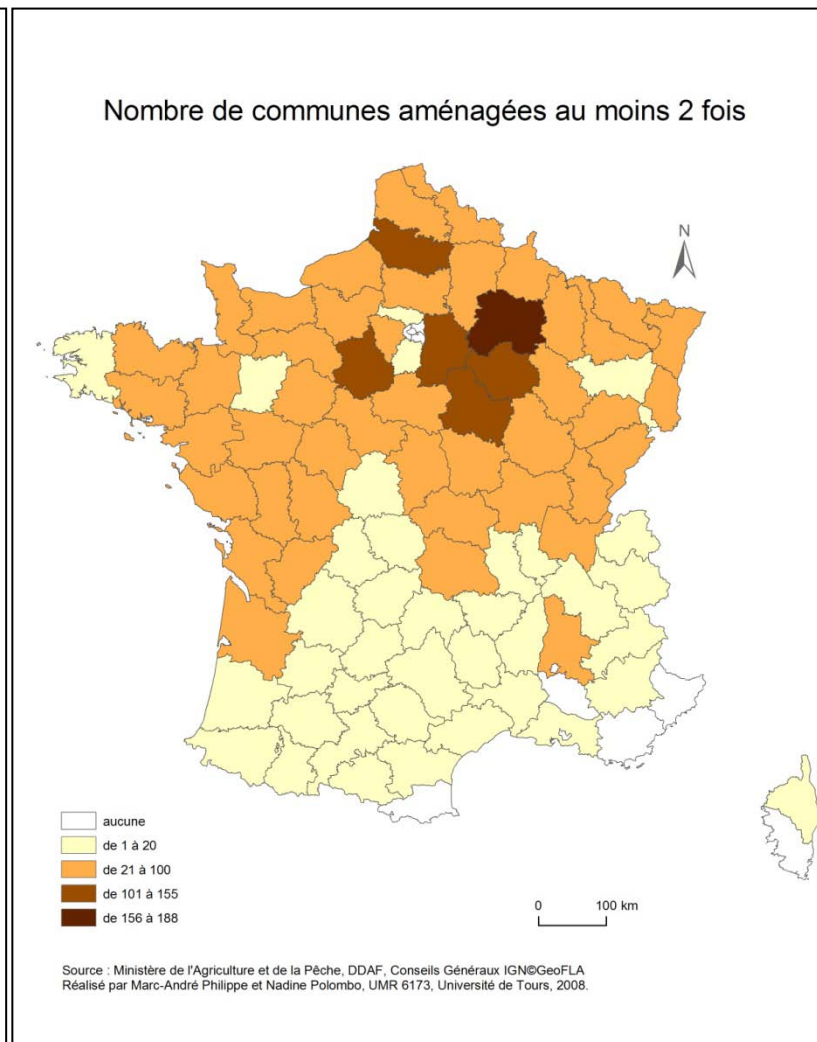 Nombre de communes aménagées au moins 2 fois
N
aucune
de 1 à 20
de 21 à 100
de 101 à 155
de 156 à 188
0 100 km
Source : Ministère de l'Agriculture et de la Pêche, DDAF, Conseils Généraux IGN©GeoFLA
Réalisé par Marc-André Philippe et Nadine Polombo, UMR 6173, Université de Tours, 2008.